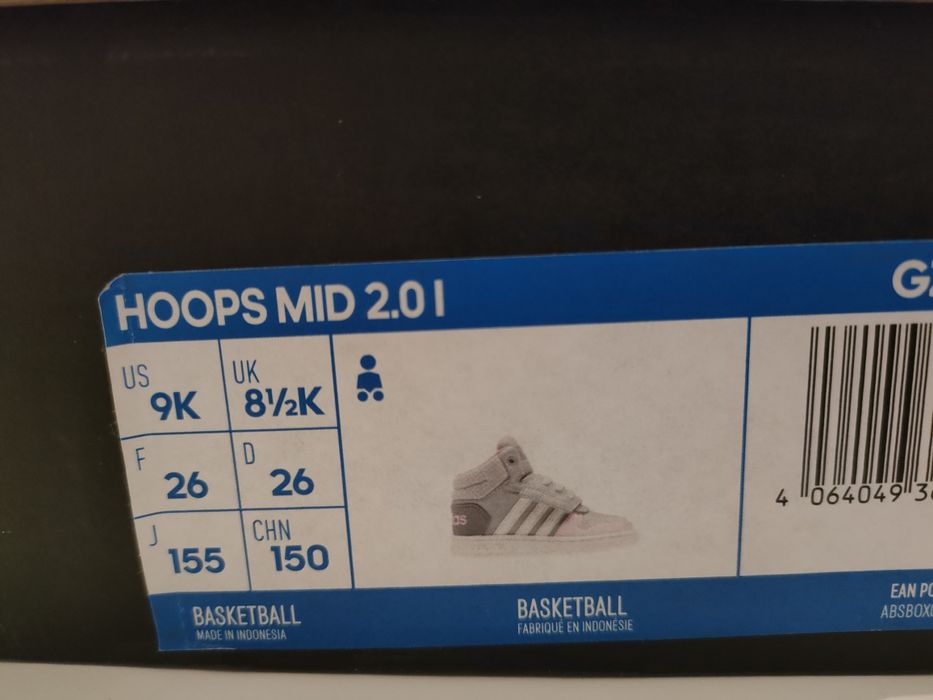 HOOPS MID 2.0 I
US
9K
UK
8½K
F
26
D
26
J
155
CHN
150
as
4 064049
BASKETBALL
MADE IN INDONESIA
BASKETBALL
FABRIQUÉ EN INDONÉSIE
EAN